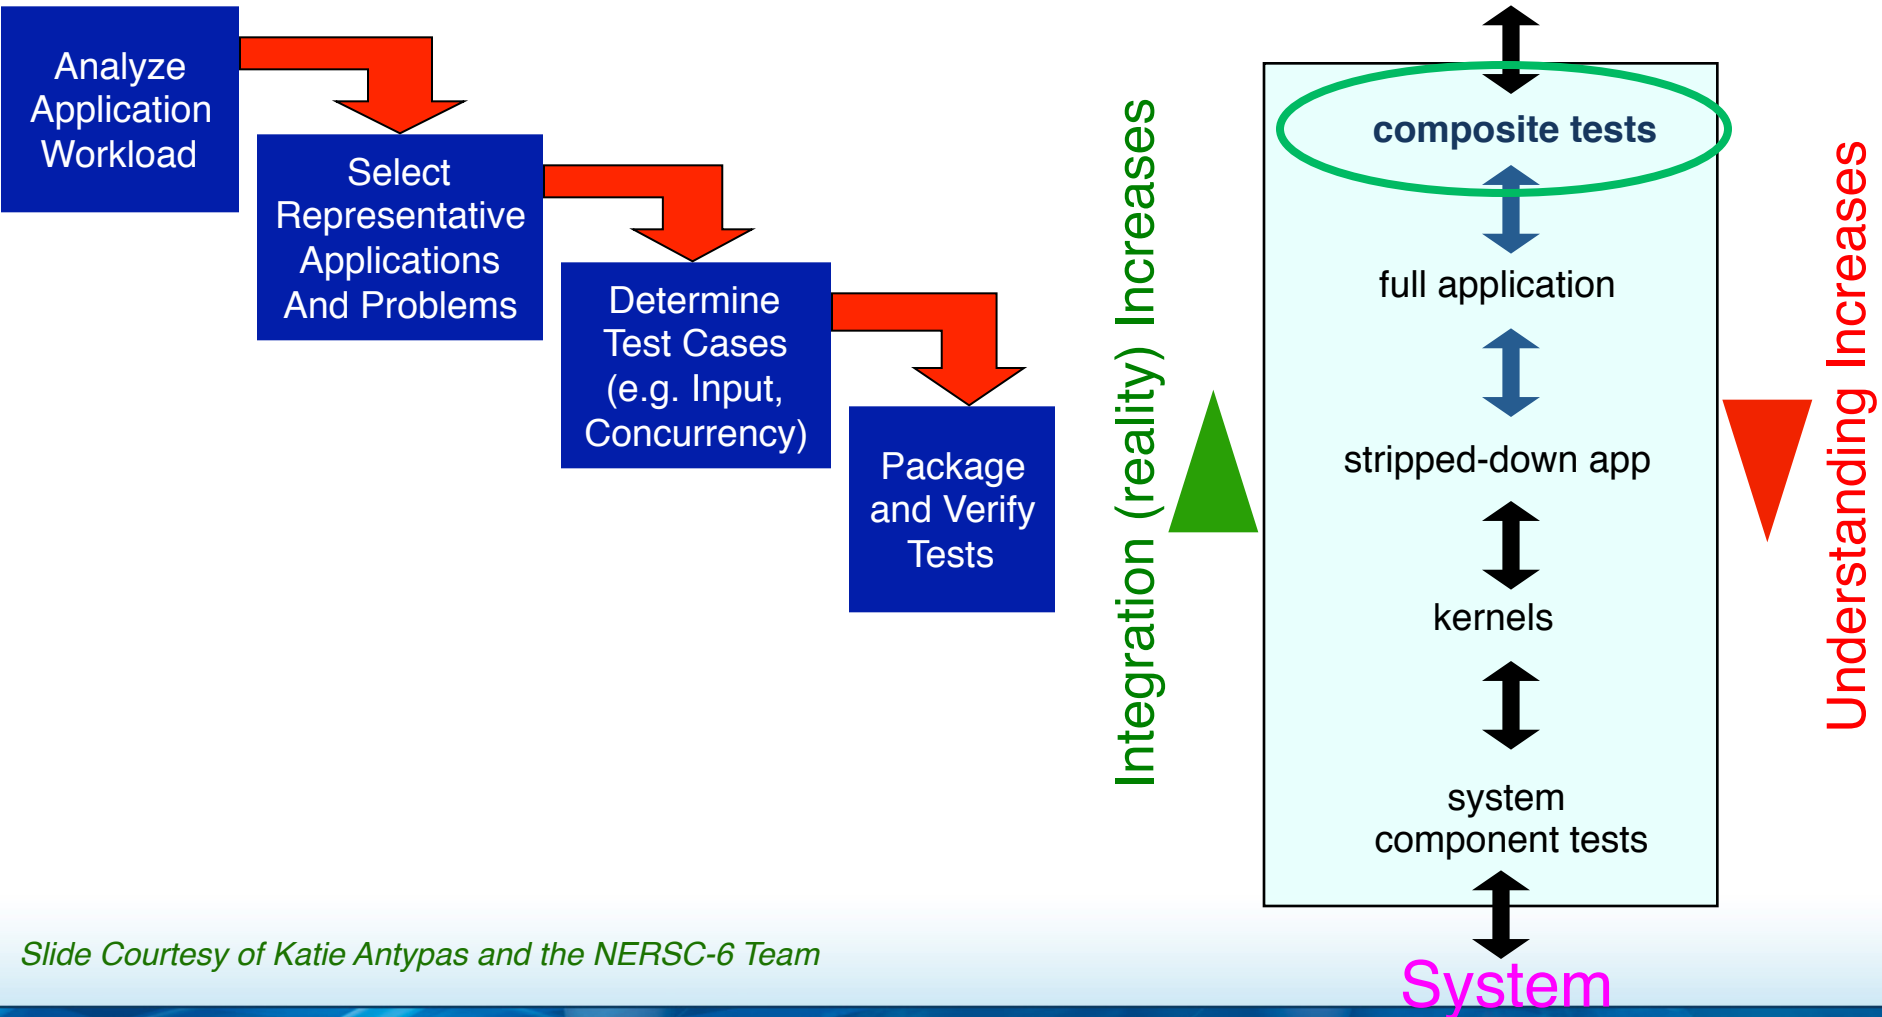 Analyze
Application
Workload
Select
Representative
Applications
And Problems
Determine
Test Cases
(e.g. Input,
Concurrency)
Package
and Verify
Tests
Integration (reality) Increases
composite tests
full application
stripped-down app
kernels
system
component tests
System
Understanding Increases
Slide Courtesy of Katie Antypas and the NERSC-6 Team